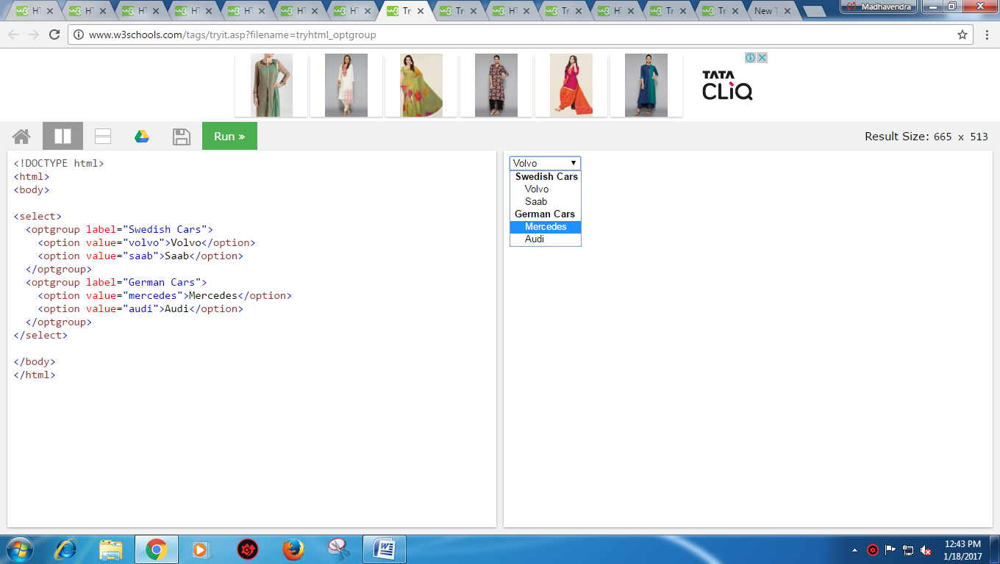 HT HT HT HT HT HT HT Tr Tr HT Tr HT Tr Tr New T
Madhavendra
www.w3schools.com/tags/tryit.asp?filename=tryhtml_optgroup
TATA
CLiQ
Run »
Result Size: 665 x 513
<!DOCTYPE html>
<html>
<body>
<select>
<optgroup label="Swedish Cars">
<option value="volvo">Volvo</option>
<option value="saab">Saab</option>
</optgroup>
<optgroup label="German Cars">
<option value="mercedes">Mercedes</option>
<option value="audi">Audi</option>
</optgroup>
</select>
</body>
</html>
Volvo
Swedish Cars
Volvo
Saab
German Cars
Mercedes
Audi
12:43 PM
1/18/2017